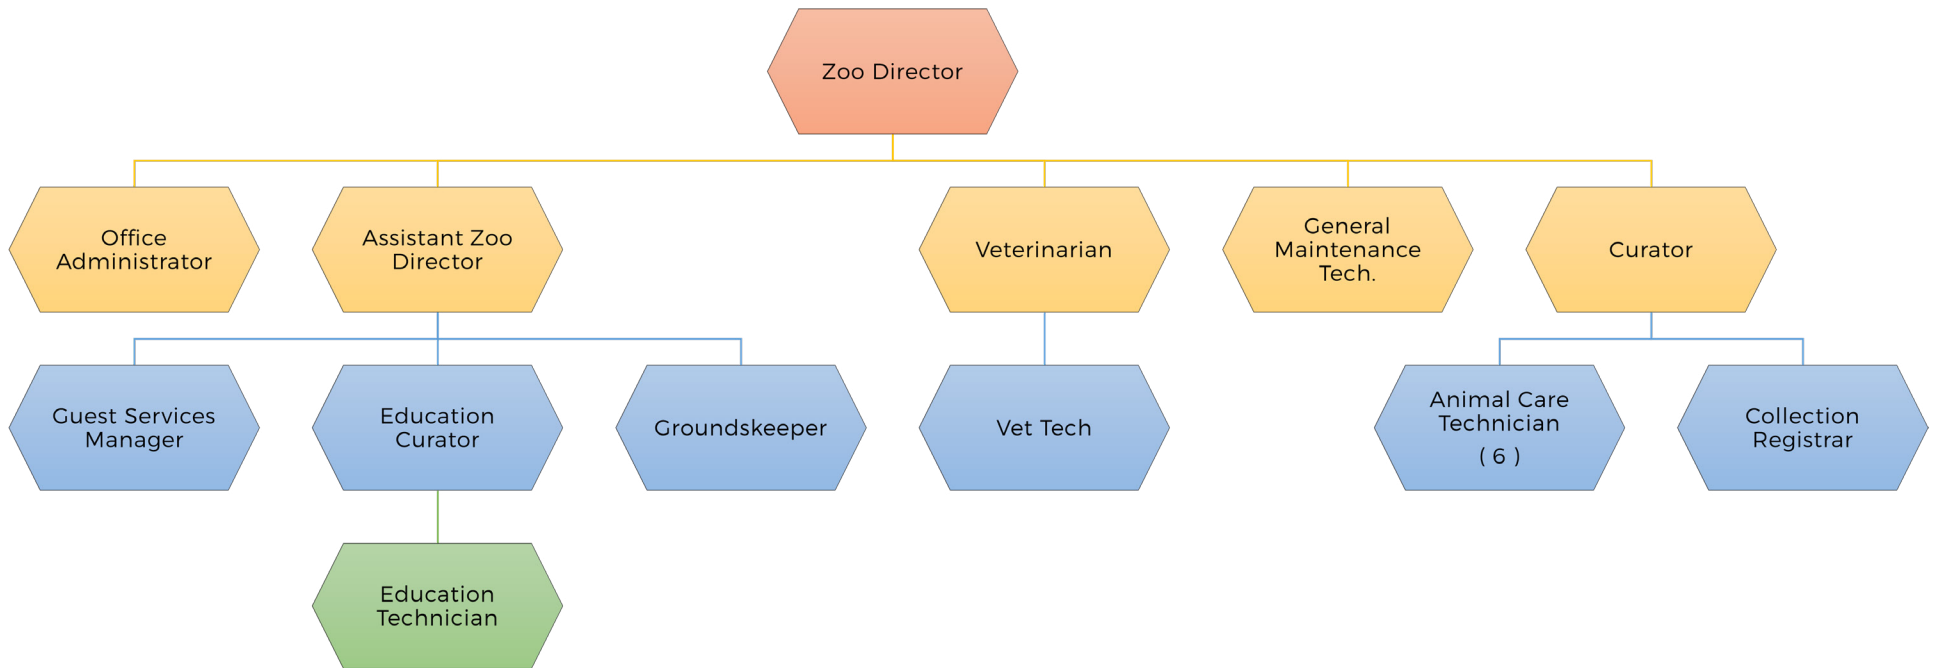 Zoo Director
Office
Administrator
Assistant Zoo
Director
Veterinarian
General
Maintenance
Tech.
Curator
Guest Services
Manager
Education
Curator
Groundskeeper
Vet Tech
Animal Care
Technician
( 6 )
Collection
Registrar
Education
Technician